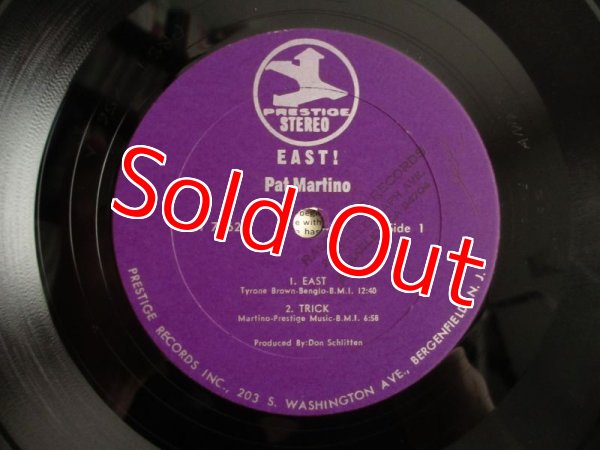 PRESTIGE
STEREO
EAST!
Pat Martino
Side 1
Sold Out
1. EAST
Tyrone Brown-Benglo-B.M.I. 12:40
2. TRICK
Martino-Prestige Music-B.M.I. 6:58
Produced By: Don Schlitten
PRESTIGE RECORDS INC., 203 S. WASHINGTON AVE., BERGENFIELD, N. J.
RECORDS